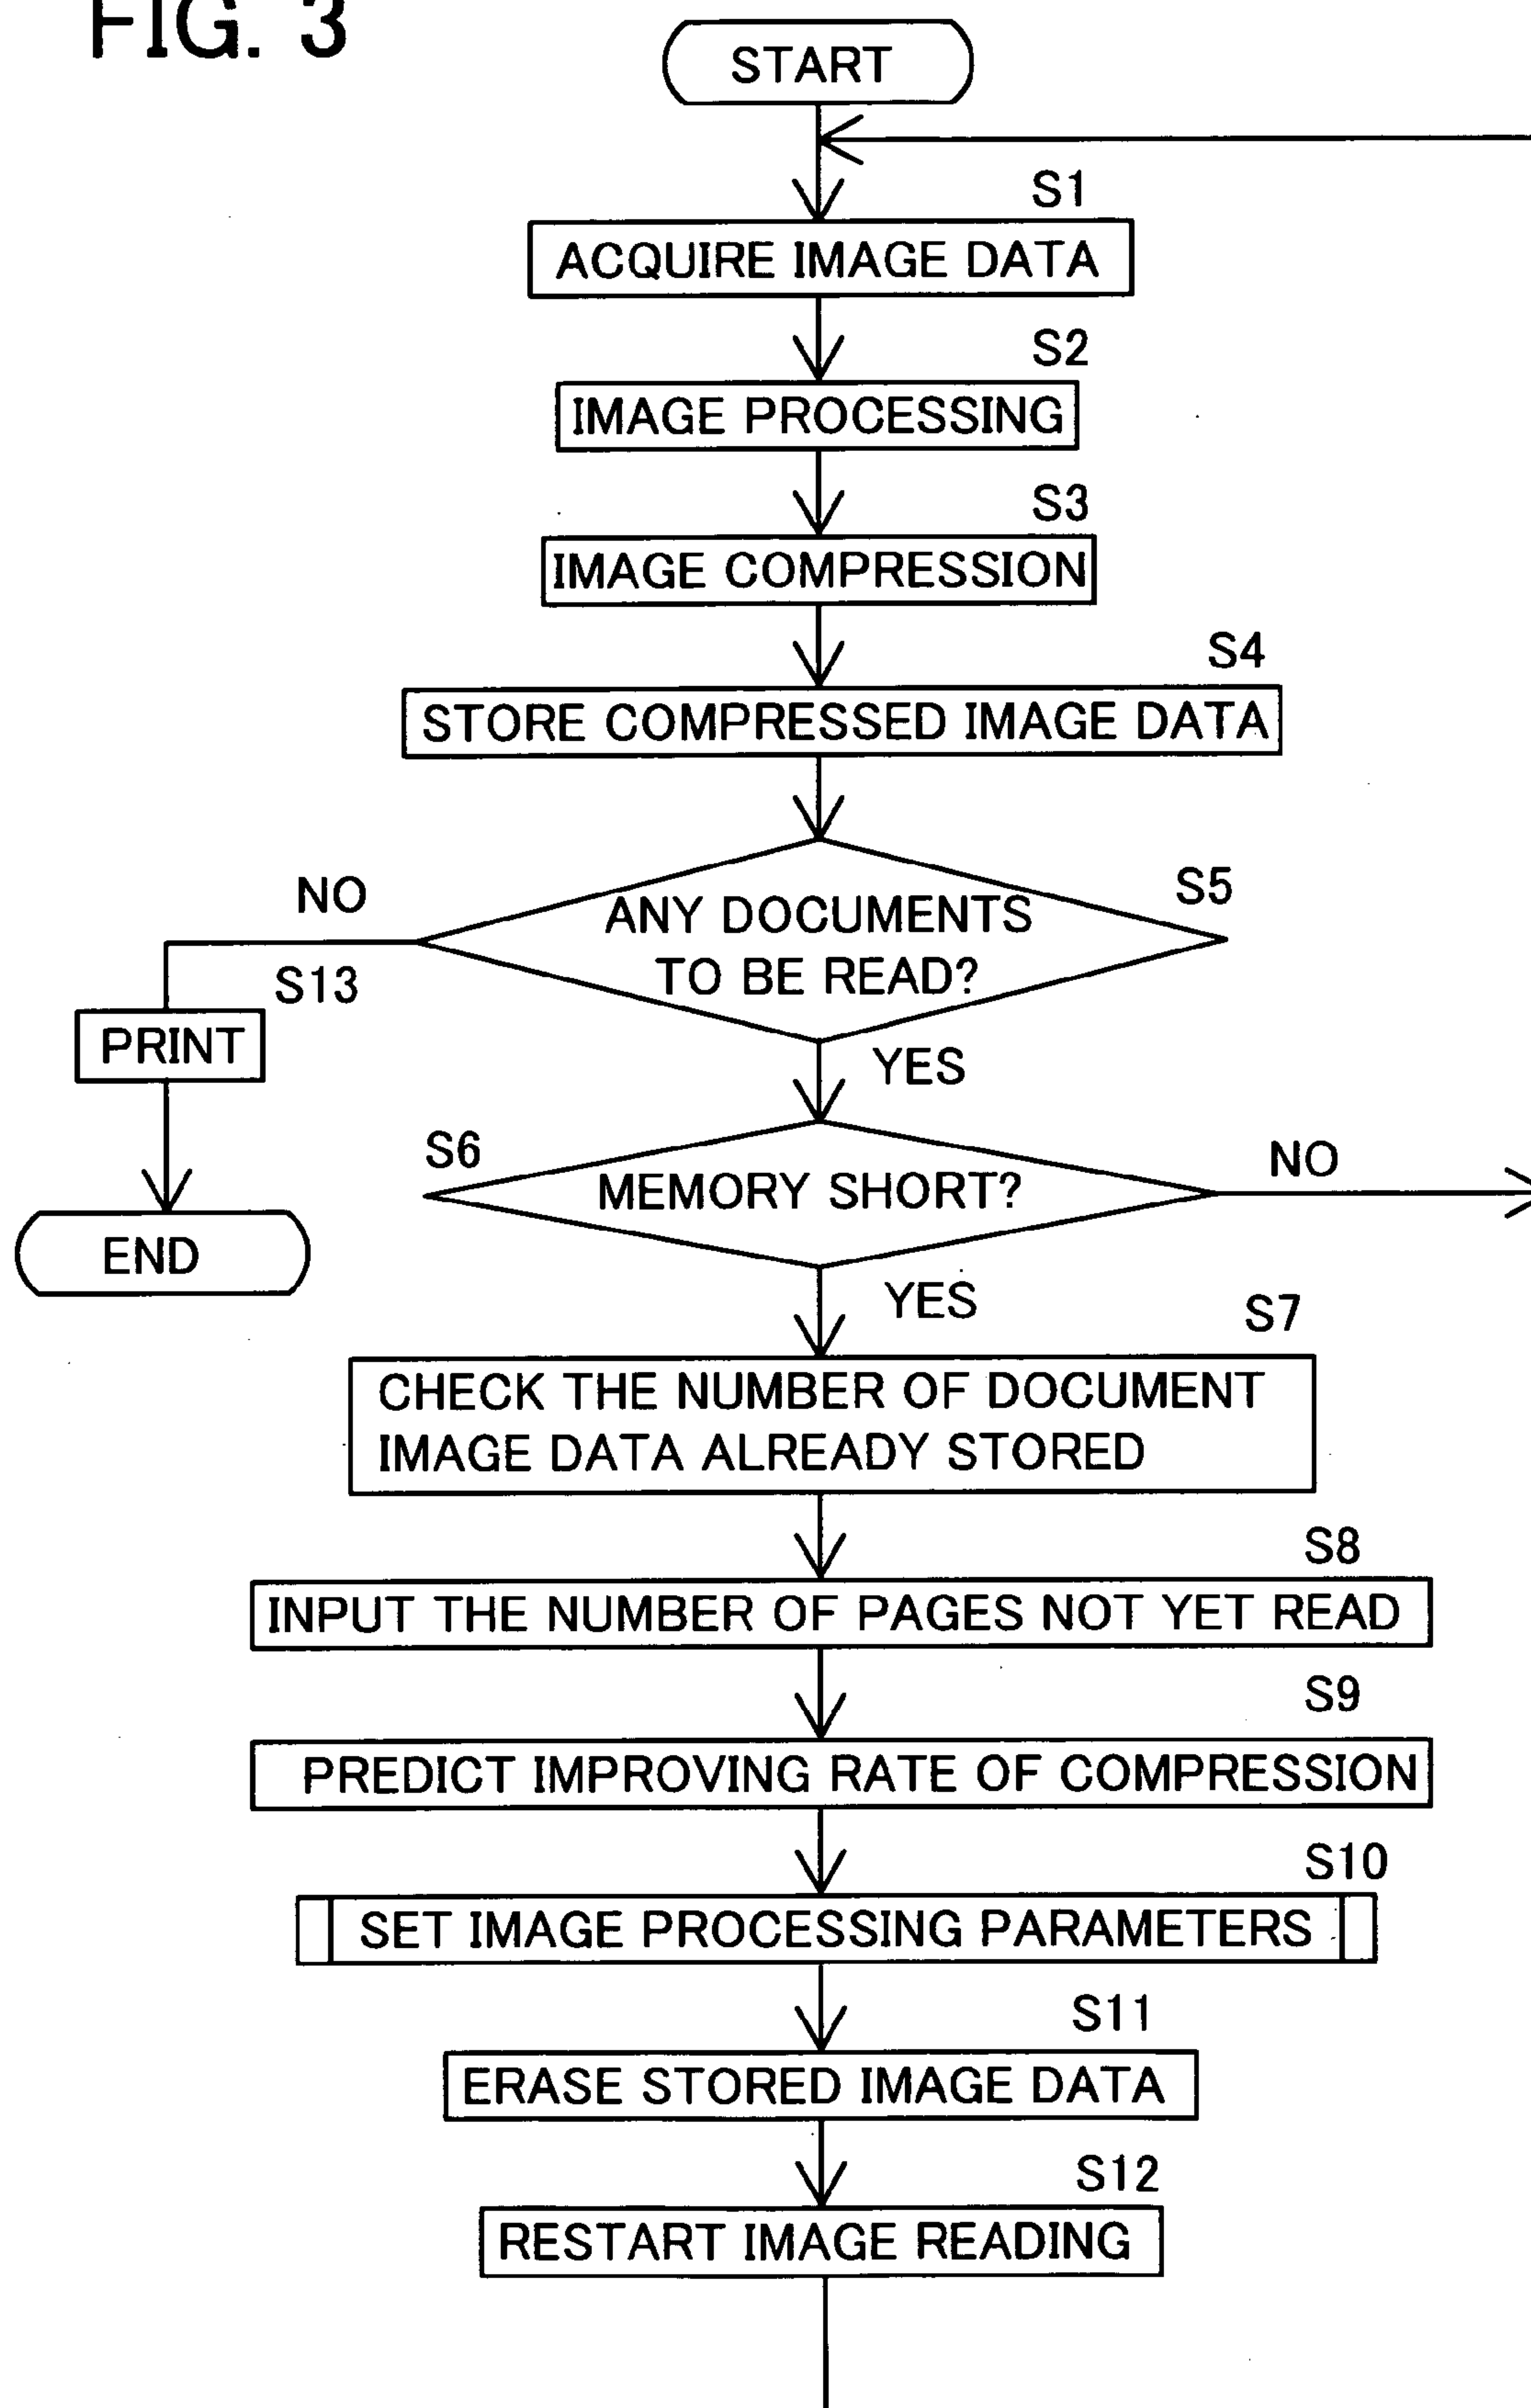 FIG. 3
START
S1
ACQUIRE IMAGE DATA
S2
IMAGE PROCESSING
S3
IMAGE COMPRESSION
S4
STORE COMPRESSED IMAGE DATA
S5
ANY DOCUMENTS
TO BE READ?
NO
S13
PRINT
END
YES
S6
MEMORY SHORT?
NO
YES
S7
CHECK THE NUMBER OF DOCUMENT
IMAGE DATA ALREADY STORED
S8
INPUT THE NUMBER OF PAGES NOT YET READ
S9
PREDICT IMPROVING RATE OF COMPRESSION
S10
SET IMAGE PROCESSING PARAMETERS
S11
ERASE STORED IMAGE DATA
S12
RESTART IMAGE READING